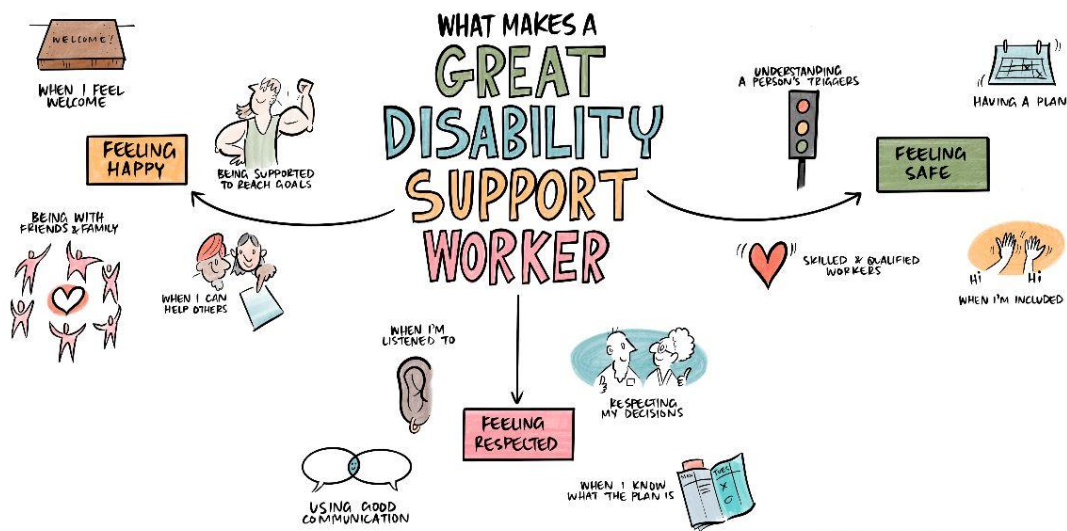 WHAT MAKES A
GREAT
DISABILITY
SUPPORT
WORKER
WELCOME!
WHEN I FEEL
WELCOME
FEELING
HAPPY
BEING SUPPORTED
TO REACH GOALS
BEING WITH
FRIENDS & FAMILY
WHEN I CAN
HELP OTHERS
UNDERSTANDING
A PERSON'S TRIGGERS
HAVING A PLAN
FEELING
SAFE
SKILLED & QUALIFIED
WORKERS
Hi
Hi
WHEN I'M INCLUDED
WHEN I'M
LISTENED TO
RESPECTING
MY DECISIONS
FEELING
RESPECTED
USING GOOD
COMMUNICATION
WHEN I KNOW
WHAT THE PLAN IS
MON
TUES
X
O